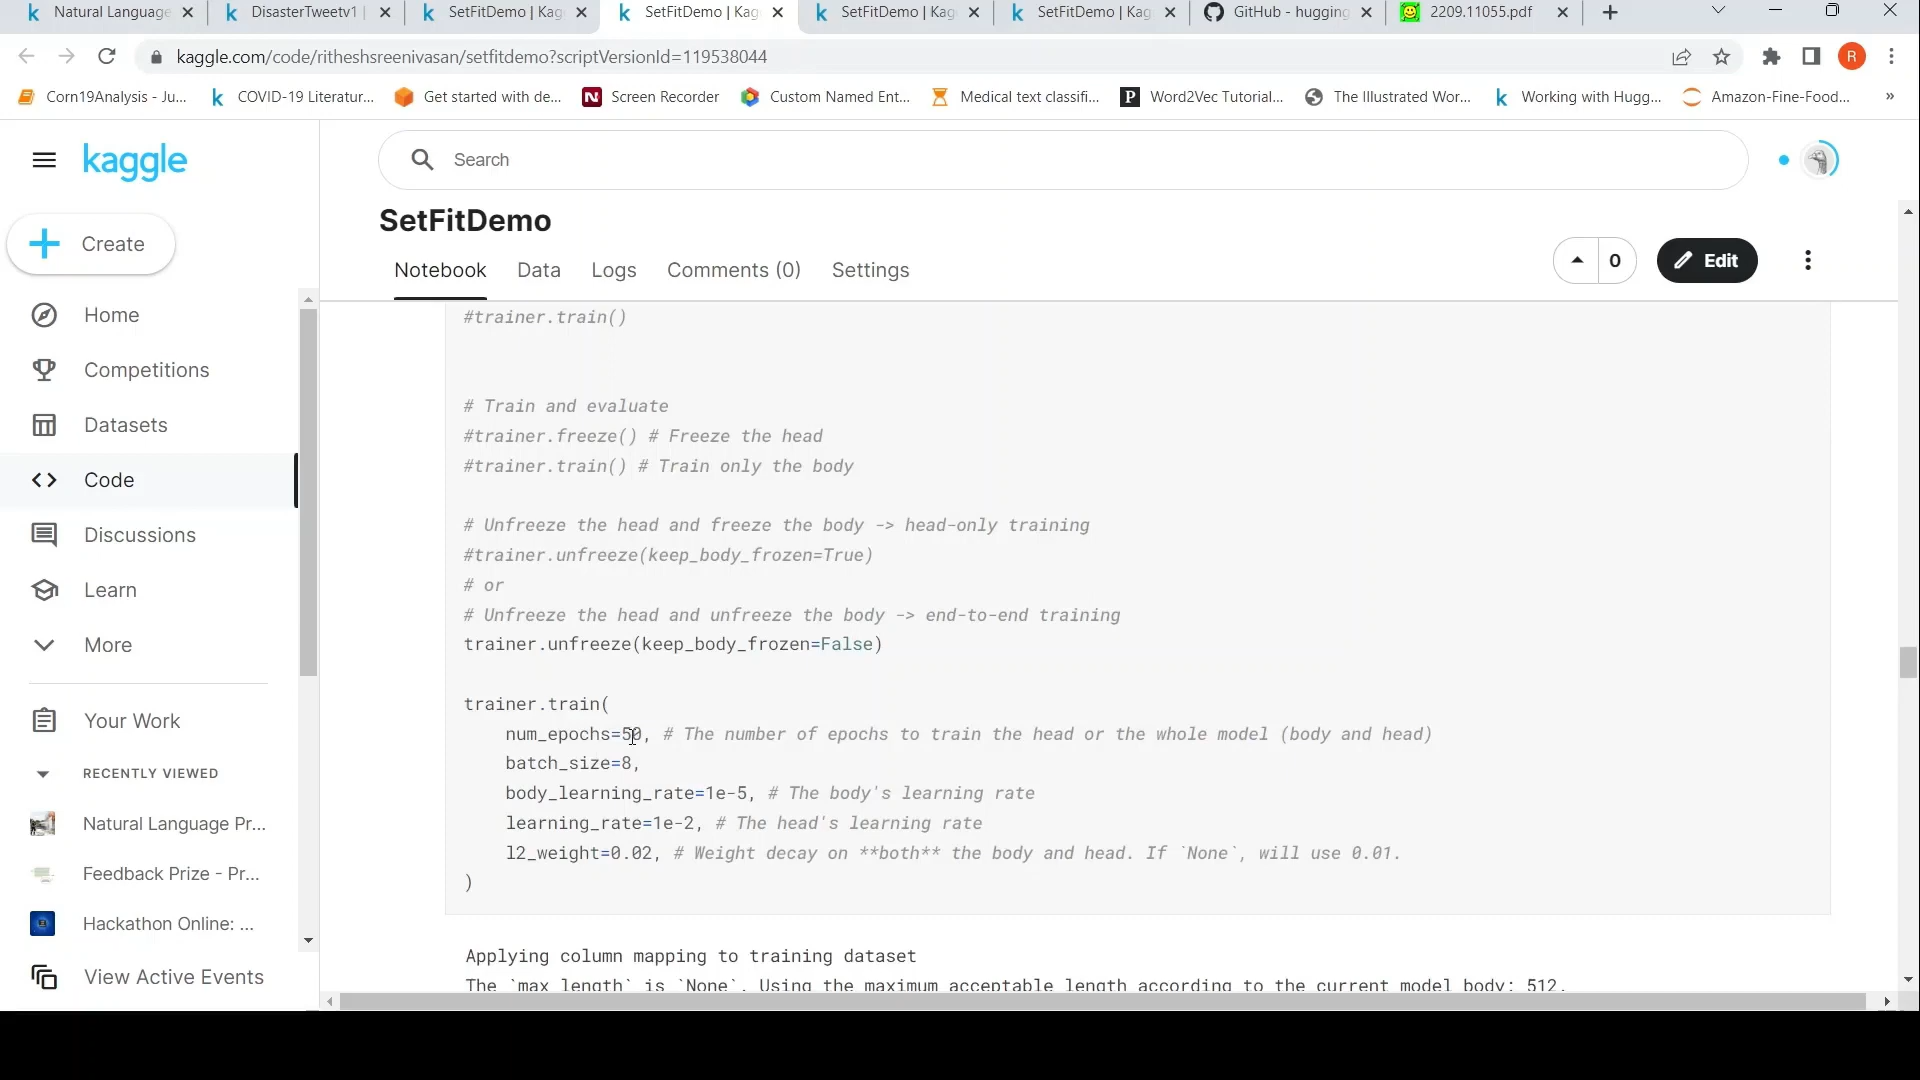 Natural Language
DisasterTweetv1 |
SetFitDemo | Kag
SetFitDemo | Kag
SetFitDemo | Kag
SetFitDemo | Kag
GitHub - hugging
2209.11055.pdf
kaggle.com/code/ritheshsreenivasan/setfitdemo?scriptVersionId=119538044
R
Corn19Analysis - Ju...
COVID-19 Literatur...
Get started with de...
Screen Recorder
Custom Named Ent...
Medical text classifi...
Word2Vec Tutorial...
The Illustrated Wor...
Working with Hugg...
Amazon-Fine-Food...
»
kaggle
Search
Create
Home
Competitions
Datasets
Code
Discussions
Learn
More
Your Work
RECENTLY VIEWED
Natural Language Pr...
Feedback Prize - Pr...
Hackathon Online: ...
View Active Events
SetFitDemo
Notebook
Data
Logs
Comments (0)
Settings
0
Edit
#trainer.train()
# Train and evaluate
#trainer.freeze() # Freeze the head
#trainer.train() # Train only the body
# Unfreeze the head and freeze the body -> head-only training
#trainer.unfreeze(keep_body_frozen=True)
# or
# Unfreeze the head and unfreeze the body -> end-to-end training
trainer.unfreeze(keep_body_frozen=False)
trainer.train(
num_epochs=50, # The number of epochs to train the head or the whole model (body and head)
batch_size=8,
body_learning_rate=1e-5, # The body's learning rate
learning_rate=1e-2, # The head's learning rate
l2_weight=0.02, # Weight decay on **both** the body and head. If `None`, will use 0.01.
)
Applying column mapping to training dataset
The `max_length` is `None`. Using the maximum acceptable length according to the current model body: 512.